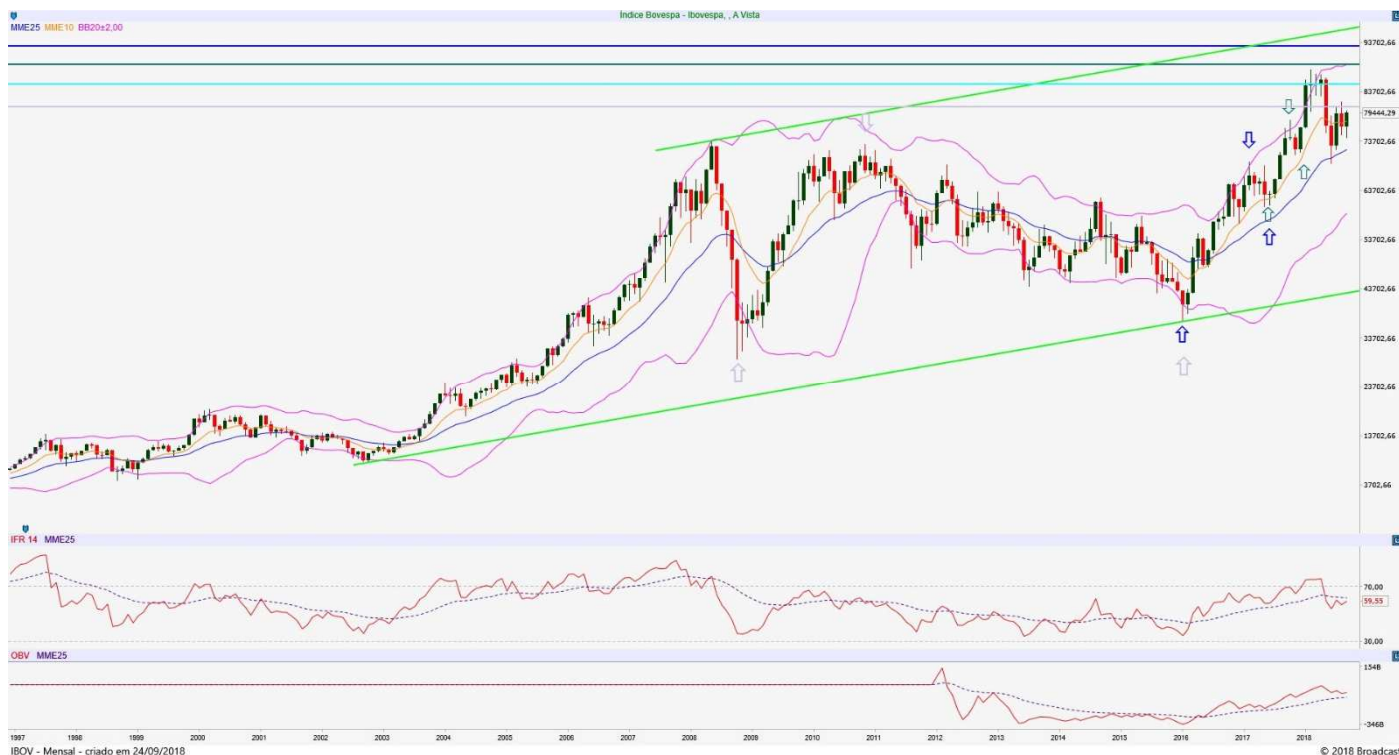 Índice Bovespa - Ibovespa, , A Vista
MME25 MME10 BB20±2,00
93702,66
83702,66
79444,29
73702,66
63702,66
53702,66
43702,66
33702,66
23702,66
13702,66
3702,66
IFR 14 MME25
70,00
59,55
30,00
OBV MME25
154B
-346B
1997 1998 1999 2000 2001 2002 2003 2004 2005 2006 2007 2008 2009 2010 2011 2012 2013 2014 2015 2016 2017 2018
IBOV - Mensal - criado em 24/09/2018
© 2018 Broadcast